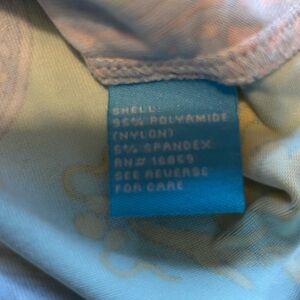 SHELL:
95% POLYAMIDE
(NYLON)
5% SPANDEX
RN# 16869
SEE REVERSE
FOR CARE